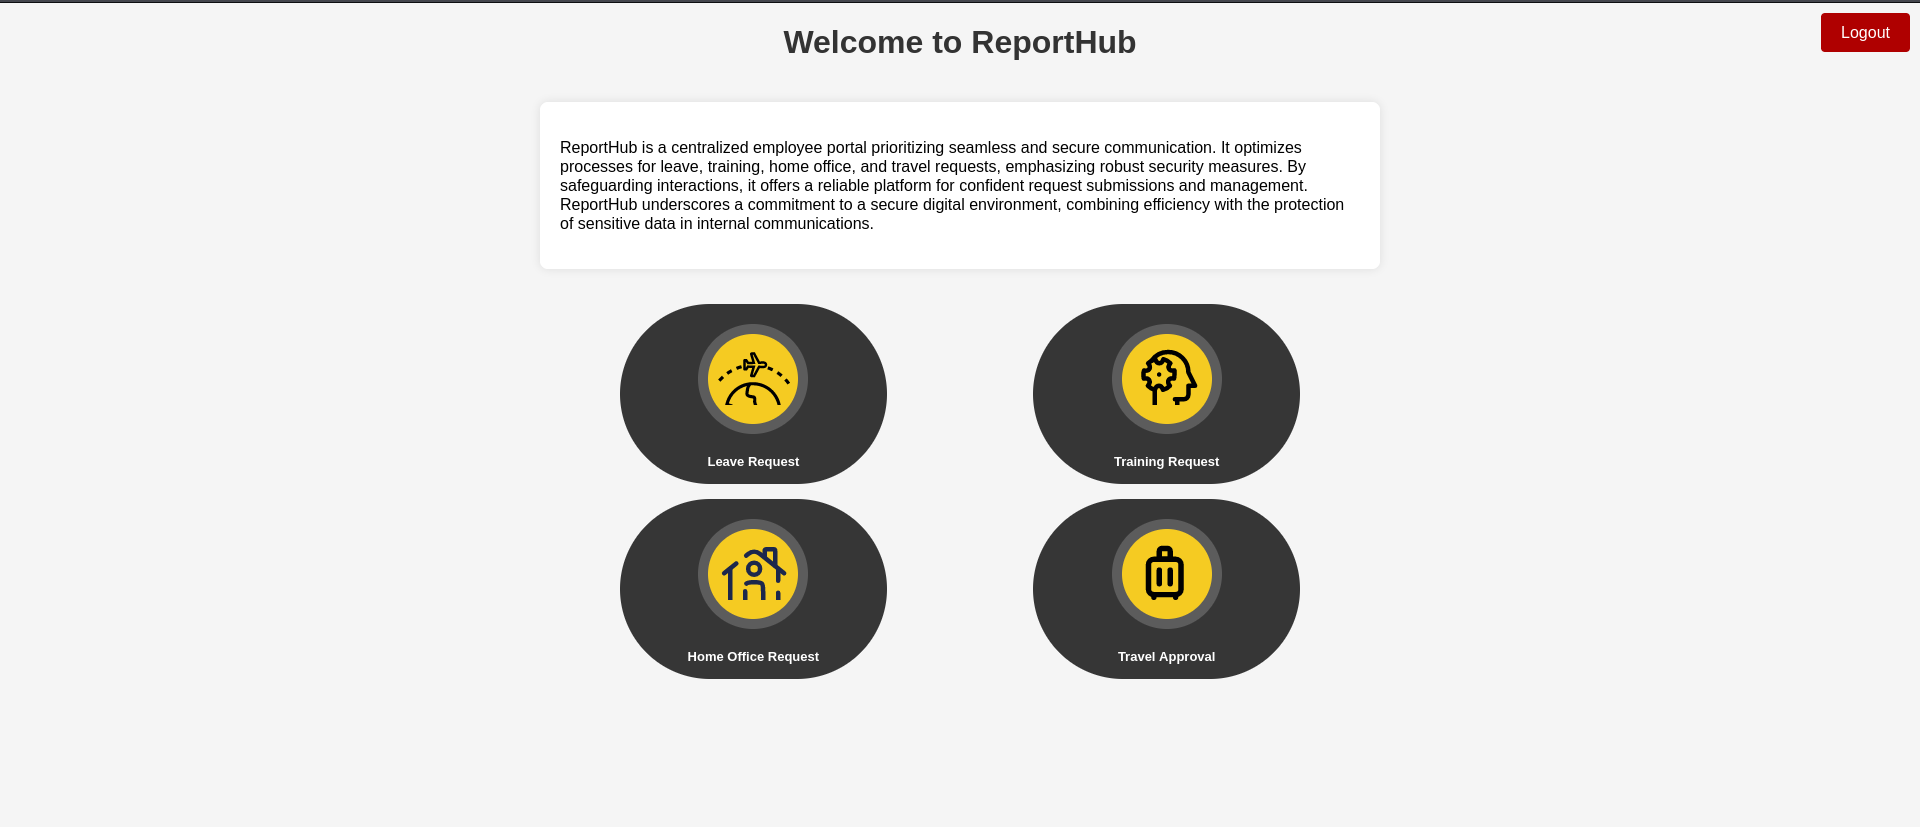 Welcome to ReportHub
Logout
ReportHub is a centralized employee portal prioritizing seamless and secure communication. It optimizes
processes for leave, training, home office, and travel requests, emphasizing robust security measures. By
safeguarding interactions, it offers a reliable platform for confident request submissions and management.
ReportHub underscores a commitment to a secure digital environment, combining efficiency with the protection
of sensitive data in internal communications.
Leave Request
Training Request
Home Office Request
Travel Approval